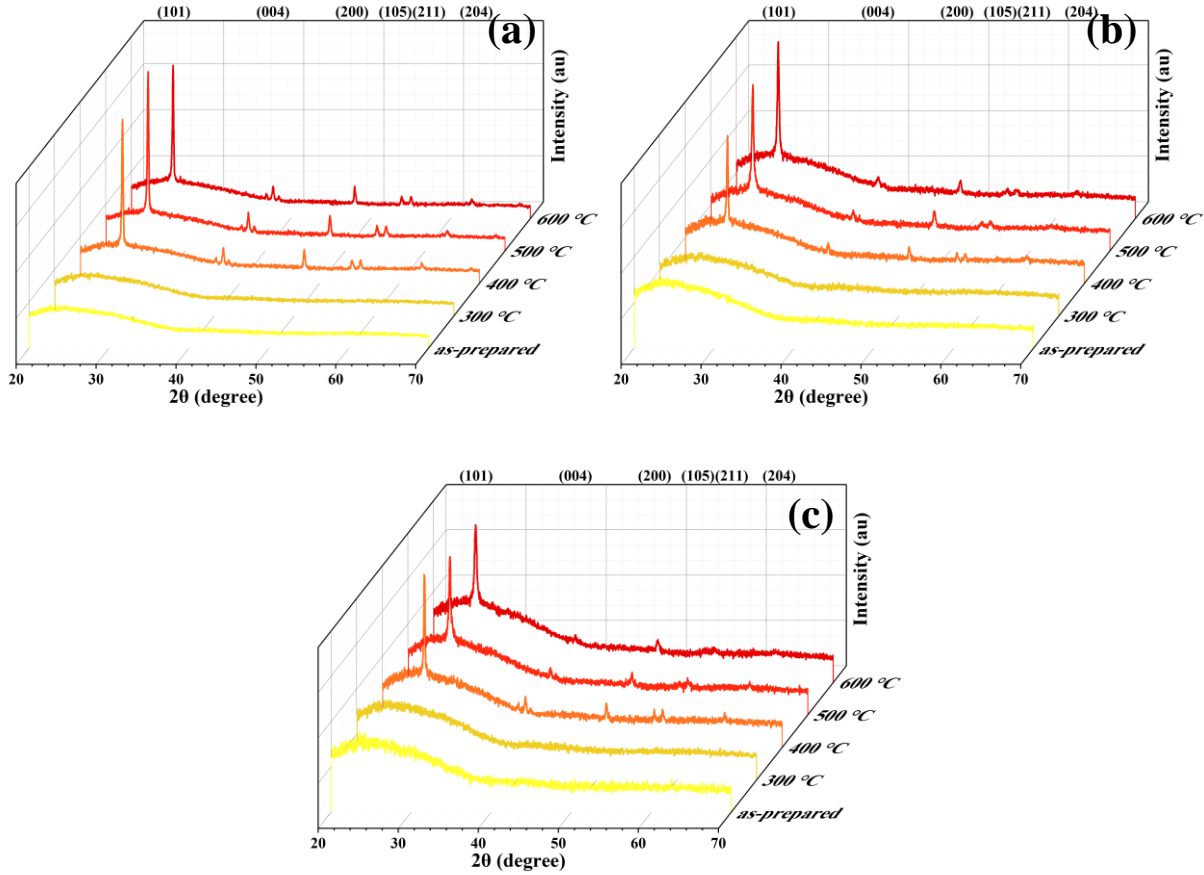 (101) (004) (200) (105)(211) (204)
(a)
Intensity (au)
600 °C
500 °C
400 °C
300 °C
as-prepared
20 30 40 50 60 70
2θ (degree)
(101) (004) (200) (105)(211) (204)
(b)
Intensity (au)
600 °C
500 °C
400 °C
300 °C
as-prepared
20 30 40 50 60 70
2θ (degree)
(101) (004) (200) (105)(211) (204)
(c)
Intensity (au)
600 °C
500 °C
400 °C
300 °C
as-prepared
20 30 40 50 60 70
2θ (degree)